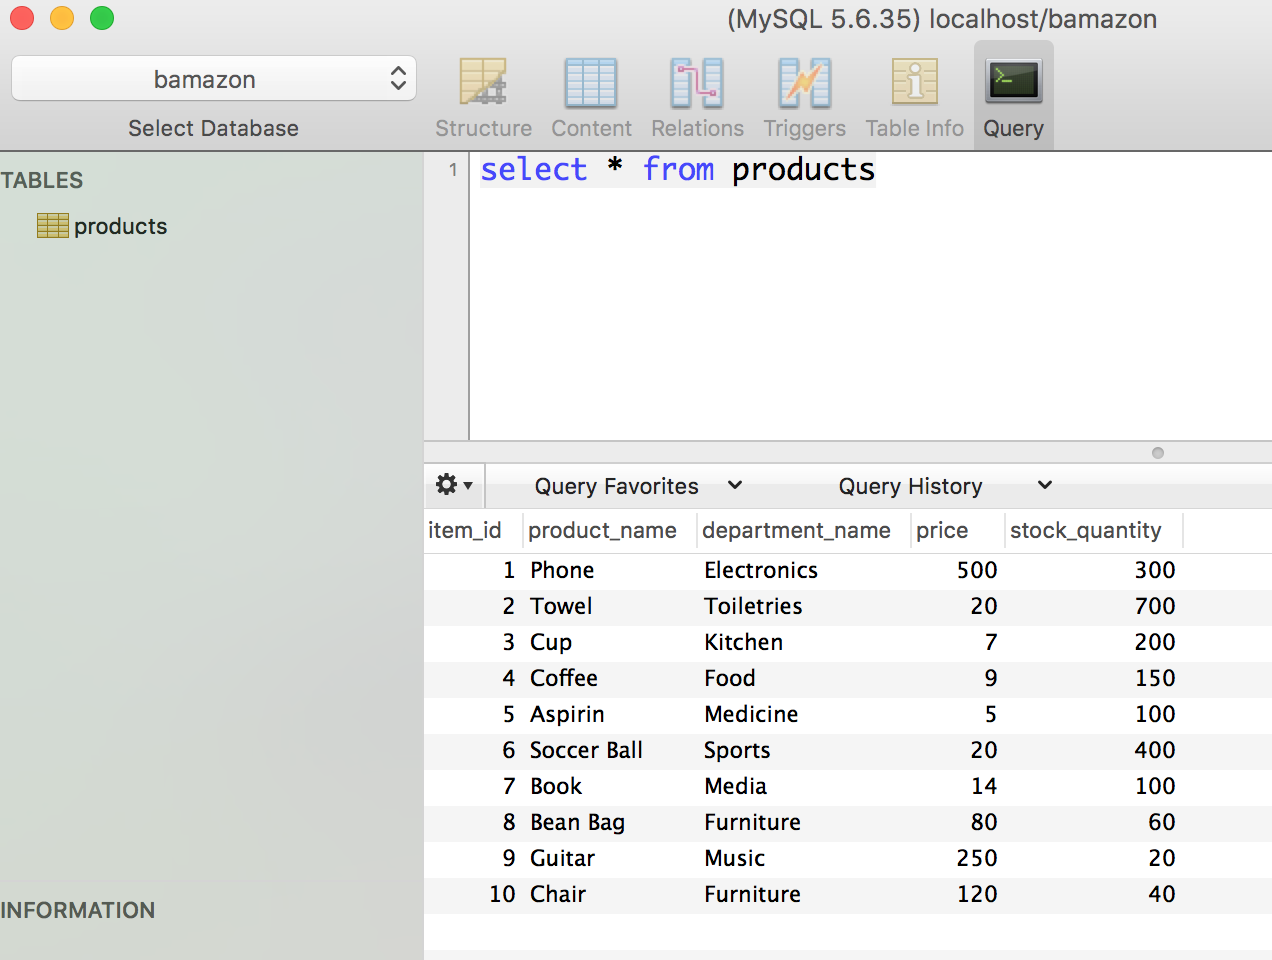 (MySQL 5.6.35) localhost/bamazon
bamazon
Select Database
Structure Content Relations Triggers Table Info Query
TABLES
products
INFORMATION
1 select * from products
Query Favorites Query History
item_id product_name department_name price stock_quantity
1 Phone Electronics 500 300
2 Towel Toiletries 20 700
3 Cup Kitchen 7 200
4 Coffee Food 9 150
5 Aspirin Medicine 5 100
6 Soccer Ball Sports 20 400
7 Book Media 14 100
8 Bean Bag Furniture 80 60
9 Guitar Music 250 20
10 Chair Furniture 120 40